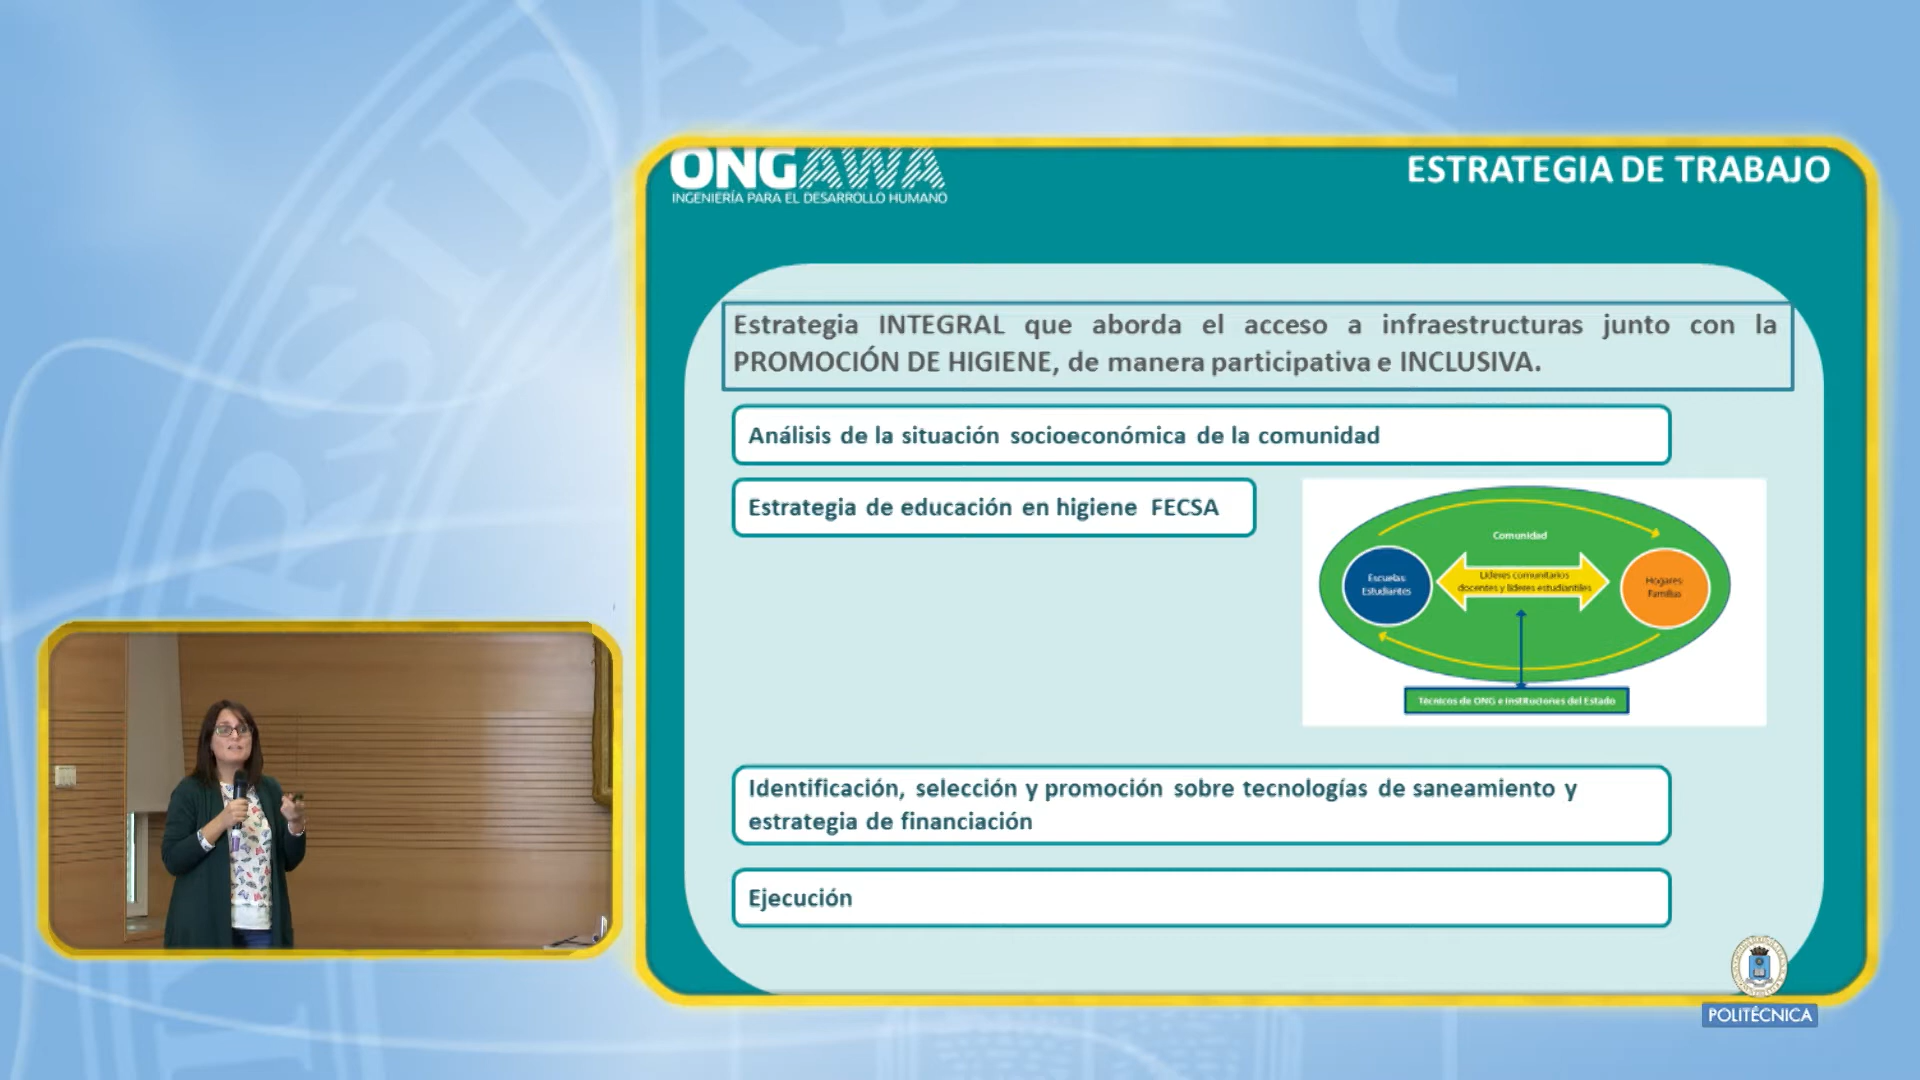 ONGAWA
INGENIERÍA PARA EL DESARROLLO HUMANO
ESTRATEGIA DE TRABAJO
Estrategia INTEGRAL que aborda el acceso a infraestructuras junto con la
PROMOCIÓN DE HIGIENE, de manera participativa e INCLUSIVA.
Análisis de la situación socioeconómica de la comunidad
Estrategia de educación en higiene FECSA
Comunidad
Escuelas
Estudiantes
Líderes comunitarios
docentes y líderes estudiantiles
Hogares
Familias
Técnicos de ONG e Instituciones del Estado
Identificación, selección y promoción sobre tecnologías de saneamiento y
estrategia de financiación
Ejecución
POLITÉCNICA